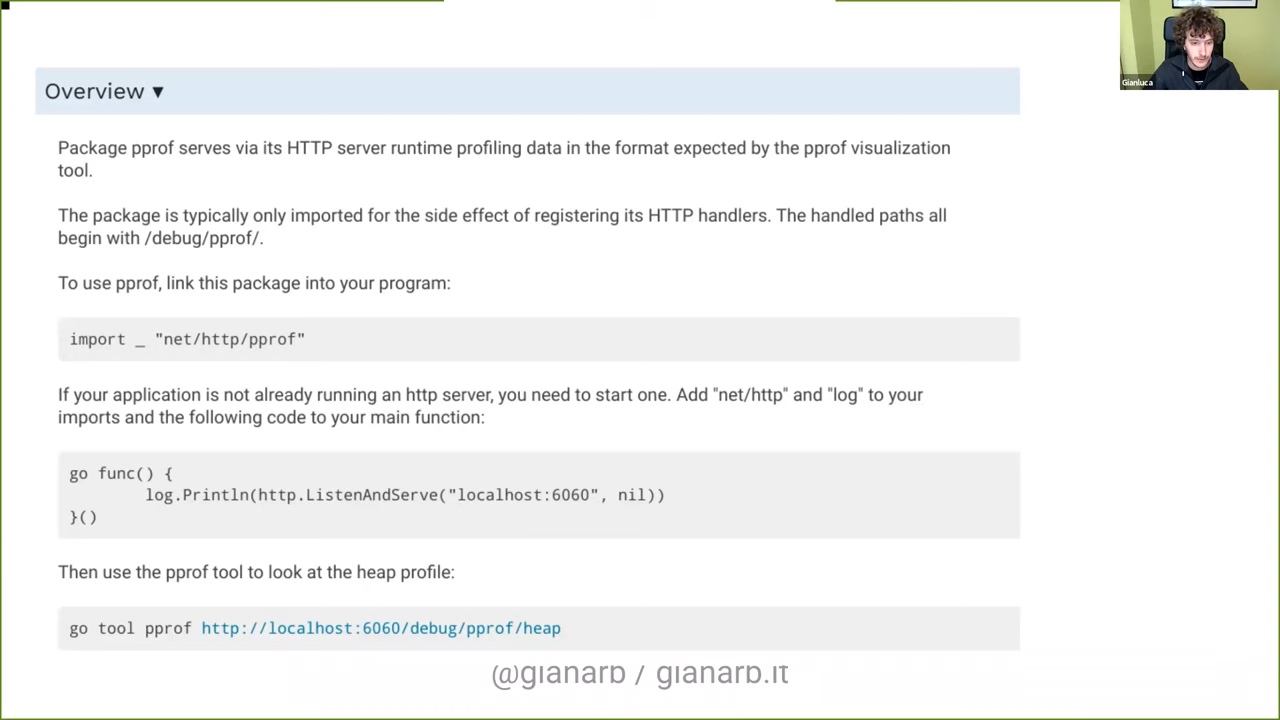 Gianluca
Overview ▾
Package pprof serves via its HTTP server runtime profiling data in the format expected by the pprof visualization
tool.
The package is typically only imported for the side effect of registering its HTTP handlers. The handled paths all
begin with /debug/pprof/.
To use pprof, link this package into your program:
import _ "net/http/pprof"
If your application is not already running an http server, you need to start one. Add "net/http" and "log" to your
imports and the following code to your main function:
go func() {
log.Println(http.ListenAndServe("localhost:6060", nil))
}()
Then use the pprof tool to look at the heap profile:
go tool pprof http://localhost:6060/debug/pprof/heap
@gianarb / gianarb.it